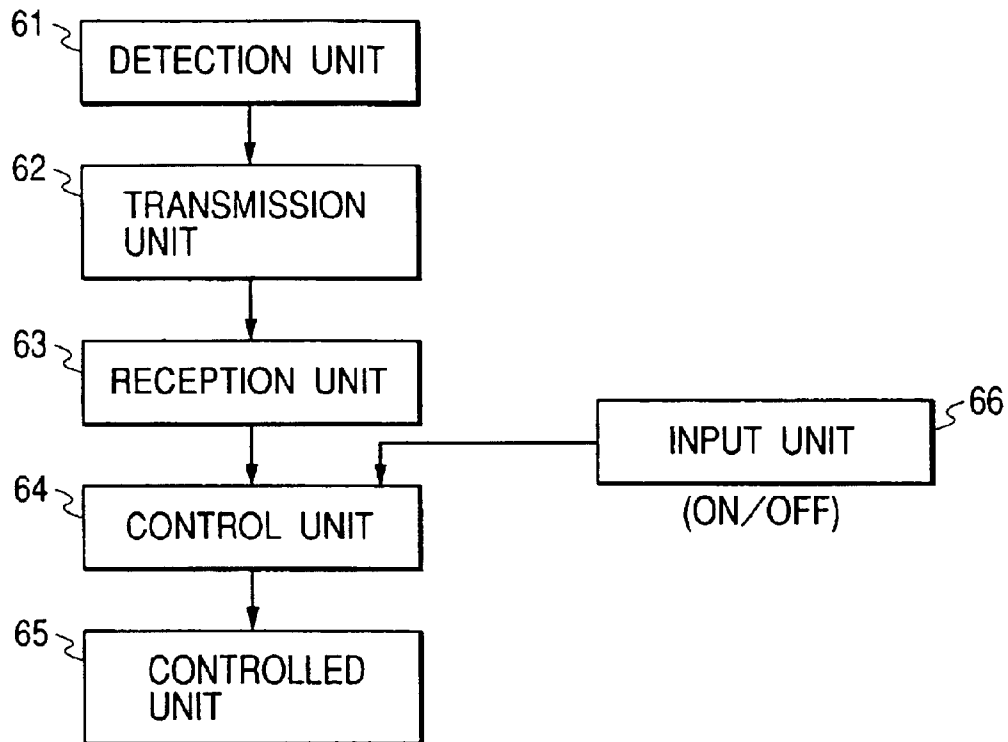 61
DETECTION UNIT
62
TRANSMISSION
UNIT
63
RECEPTION UNIT
66
INPUT UNIT
(ON/OFF)
64
CONTROL UNIT
65
CONTROLLED
UNIT